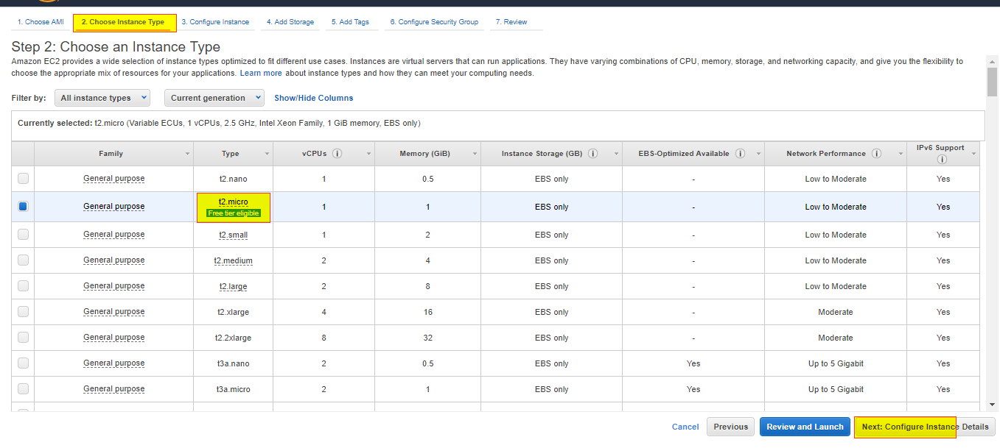 1. Choose AMI 2. Choose Instance Type 3. Configure Instance 4. Add Storage 5. Add Tags 6. Configure Security Group 7. Review
Step 2: Choose an Instance Type
Amazon EC2 provides a wide selection of instance types optimized to fit different use cases. Instances are virtual servers that can run applications. They have varying combinations of CPU, memory, storage, and networking capacity, and give you the flexibility to
choose the appropriate mix of resources for your applications. Learn more about instance types and how they can meet your computing needs.
Filter by: All instance types Current generation Show/Hide Columns
Currently selected: t2.micro (Variable ECUs, 1 vCPUs, 2.5 GHz, Intel Xeon Family, 1 GiB memory, EBS only)
Family Type vCPUs i Memory (GiB) Instance Storage (GB) i EBS-Optimized Available i Network Performance i IPv6 Support i
General purpose t2.nano 1 0.5 EBS only - Low to Moderate Yes
General purpose t2.micro 1 1 EBS only - Low to Moderate Yes
Free tier eligible
General purpose t2.small 1 2 EBS only - Low to Moderate Yes
General purpose t2.medium 2 4 EBS only - Low to Moderate Yes
General purpose t2.large 2 8 EBS only - Low to Moderate Yes
General purpose t2.xlarge 4 16 EBS only - Moderate Yes
General purpose t2.2xlarge 8 32 EBS only - Moderate Yes
General purpose t3a.nano 2 0.5 EBS only Yes Up to 5 Gigabit Yes
General purpose t3a.micro 2 1 EBS only Yes Up to 5 Gigabit Yes
Cancel Previous Review and Launch Next: Configure Instance Details